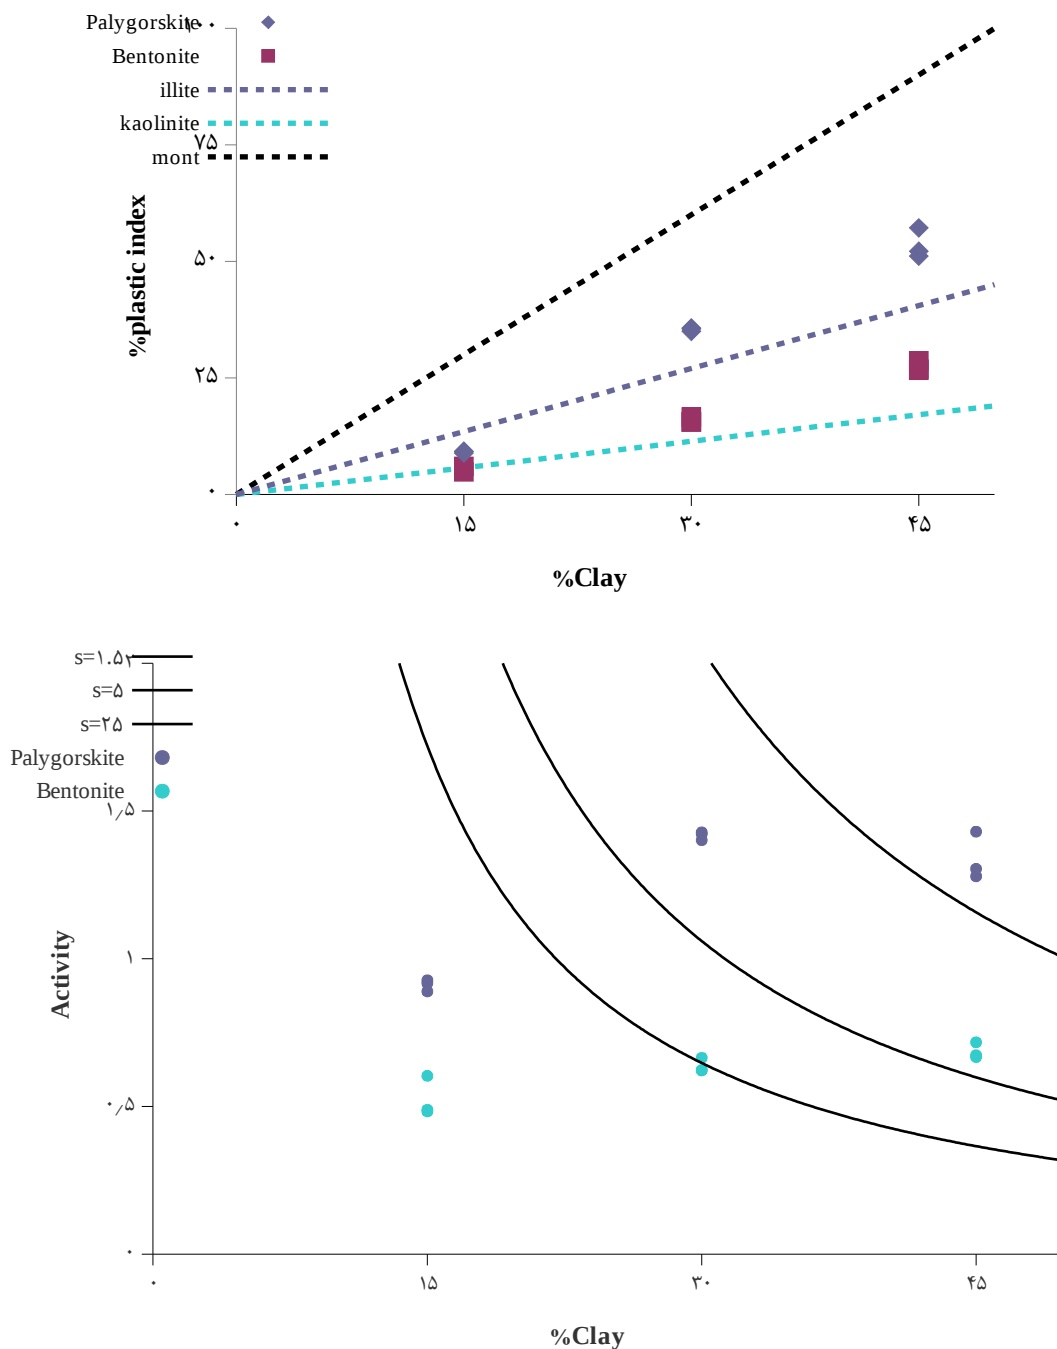 Palygorskite
Bentonite
illite
kaolinite
mont
۱۰۰
۷۵
۵۰
۲۵
۰
%plastic index
۰ ۱۵ ۳۰ ۴۵
%Clay
s=۱.۵
s=۵
s=۲۵
Palygorskite
Bentonite
۲
۱٫۵
۱
۰٫۵
۰
Activity
۰ ۱۵ ۳۰ ۴۵
%Clay